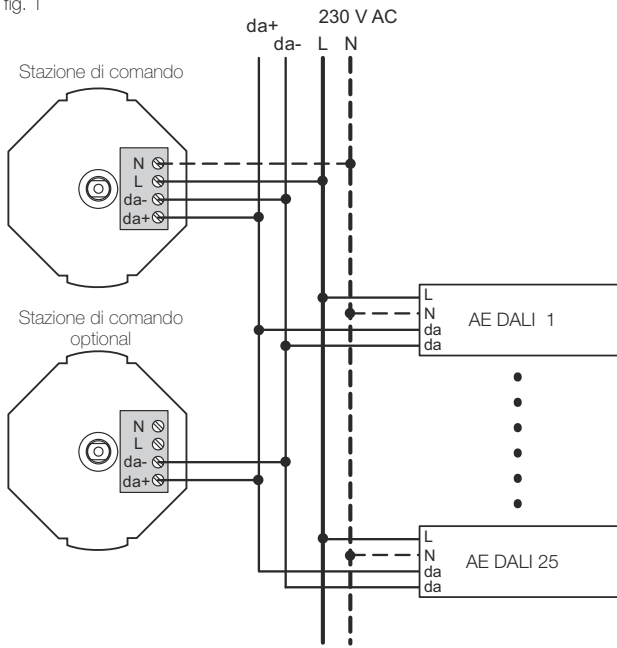 fig. 1
230 V AC
da+
da- L N
Stazione di comando
N
L
da-
da+
L
N
da
da
AE DALI 1
Stazione di comando
optional
N
L
da-
da+
L
N
da
da
AE DALI 25